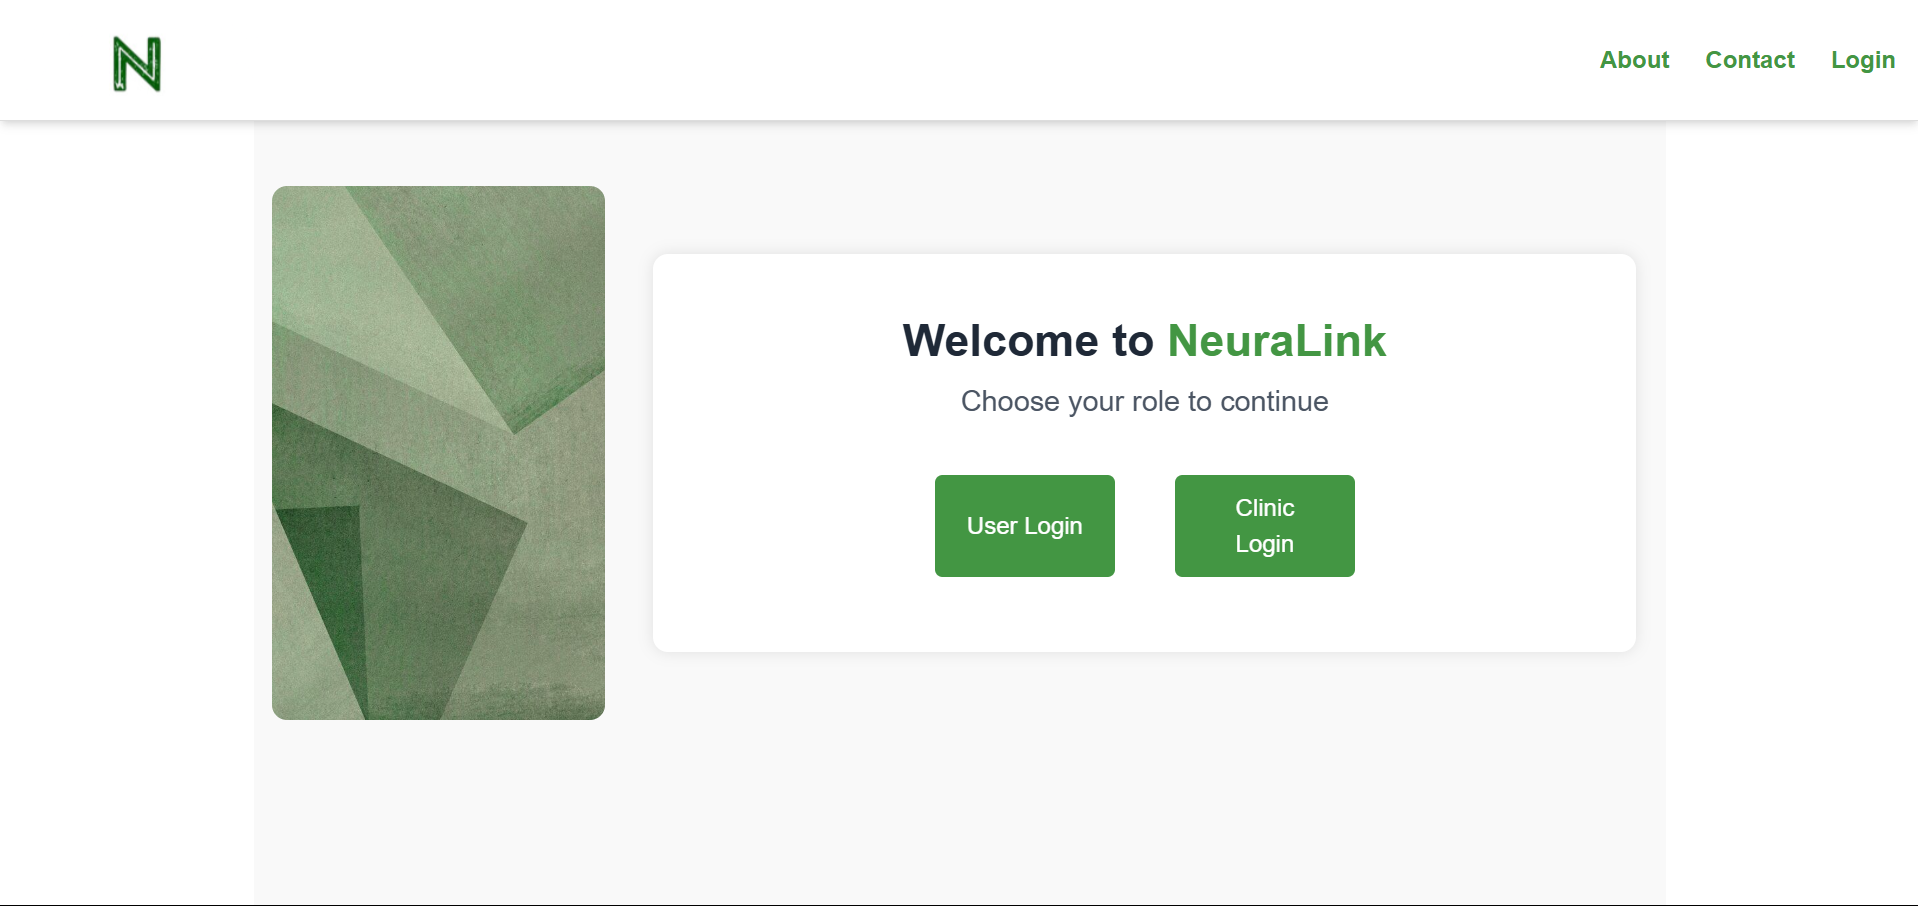 N
About Contact Login
Welcome to NeuraLink
Choose your role to continue
User Login
Clinic
Login